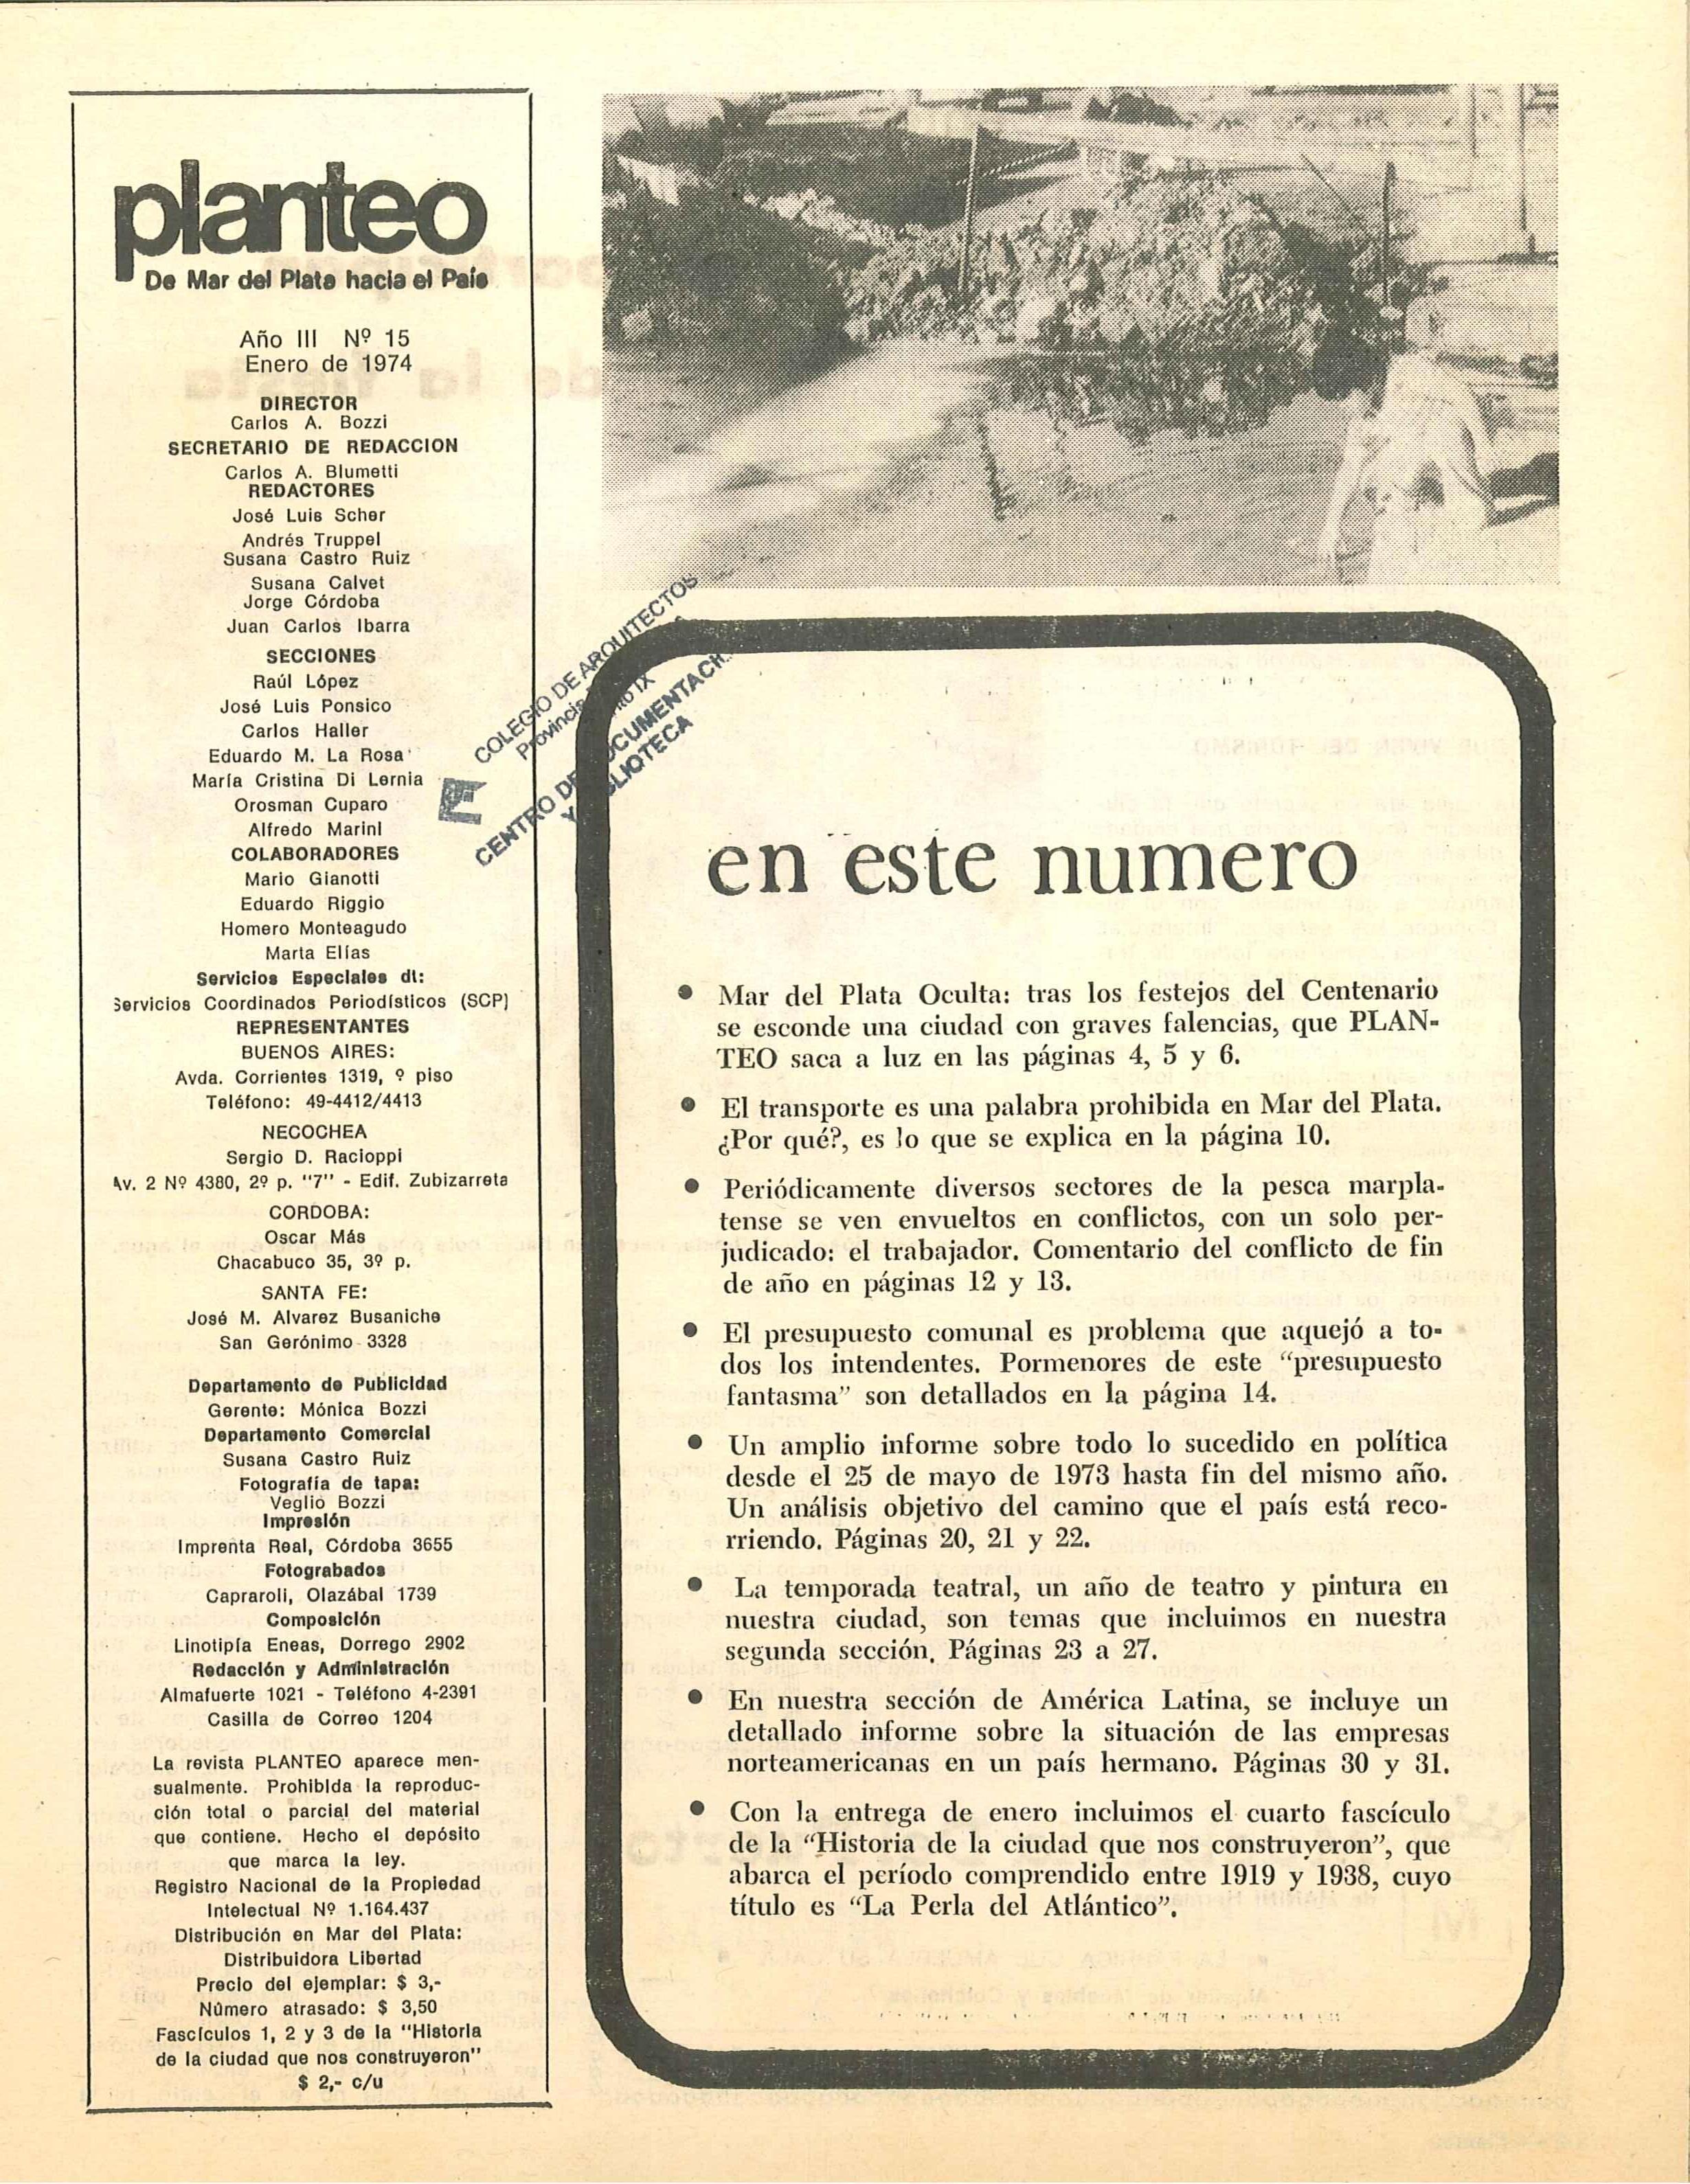 planteo
De Mar del Plata hacia el País
Año III Nº 15
Enero de 1974
DIRECTOR
Carlos A. Bozzi
SECRETARIO DE REDACCION
Carlos A. Blumetti
REDACTORES
José Luis Scher
Andrés Truppel
Susana Castro Ruiz
Susana Calvet
Jorge Córdoba
Juan Carlos Ibarra
SECCIONES
Raúl López
José Luis Ponsico
Carlos Haller
Eduardo M. La Rosa
María Cristina Di Lernia
Orosman Cuparo
Alfredo Marini
COLABORADORES
Mario Gianotti
Eduardo Riggio
Homero Monteagudo
Marta Elías
Servicios Especiales de:
Servicios Coordinados Periodísticos (SCP)
REPRESENTANTES
BUENOS AIRES:
Avda. Corrientes 1319, º piso
Teléfono: 49-4412/4413
NECOCHEA
Sergio D. Racioppi
Av. 2 Nº 4380, 2º p. "7" - Edif. Zubizarreta
CORDOBA:
Oscar Más
Chacabuco 35, 3º p.
SANTA FE:
José M. Alvarez Busaniche
San Gerónimo 3328
Departamento de Publicidad
Gerente: Mónica Bozzi
Departamento Comercial
Susana Castro Ruiz
Fotografía de tapa:
Veglio Bozzi
Impresión
Imprenta Real, Córdoba 3655
Fotograbados
Capraroli, Olazábal 1739
Composición
Linotipía Eneas, Dorrego 2902
Redacción y Administración
Almafuerte 1021 - Teléfono 4-2391
Casilla de Correo 1204
La revista PLANTEO aparece men-
sualmente. Prohibida la reproduc-
ción total o parcial del material
que contiene. Hecho el depósito
que marca la ley.
Registro Nacional de la Propiedad
Intelectual Nº 1.164.437
Distribución en Mar del Plata:
Distribuidora Libertad
Precio del ejemplar: $ 3,-
Número atrasado: $ 3,50
Fascículos 1, 2 y 3 de la "Historia
de la ciudad que nos construyeron"
$ 2,- c/u
COLEGIO DE ARQUITECTOS
IX
CENTRO DE DOCUMENTACI
Y BIBLIOTECA
en este numero
● Mar del Plata Oculta: tras los festejos del Centenario
se esconde una ciudad con graves falencias, que PLAN-
TEO saca a luz en las páginas 4, 5 y 6.
● El transporte es una palabra prohibida en Mar del Plata.
¿Por qué?, es lo que se explica en la página 10.
● Periódicamente diversos sectores de la pesca marpla-
tense se ven envueltos en conflictos, con un solo per-
judicado: el trabajador. Comentario del conflicto de fin
de año en páginas 12 y 13.
● El presupuesto comunal es problema que aquejó a to-
dos los intendentes. Pormenores de este "presupuesto
fantasma" son detallados en la página 14.
● Un amplio informe sobre todo lo sucedido en política
desde el 25 de mayo de 1973 hasta fin del mismo año.
Un análisis objetivo del camino que el país está reco-
rriendo. Páginas 20, 21 y 22.
● La temporada teatral, un año de teatro y pintura en
nuestra ciudad, son temas que incluimos en nuestra
segunda sección. Páginas 23 a 27.
● En nuestra sección de América Latina, se incluye un
detallado informe sobre la situación de las empresas
norteamericanas en un país hermano. Páginas 30 y 31.
● Con la entrega de enero incluimos el cuarto fascículo
de la "Historia de la ciudad que nos construyeron", que
abarca el período comprendido entre 1919 y 1938, cuyo
título es "La Perla del Atlántico".